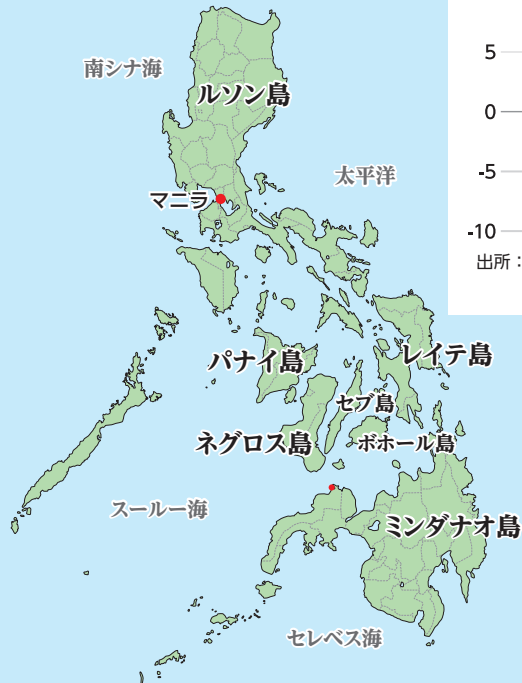 南シナ海
ルソン島
太平洋
マニラ
パナイ島
レイテ島
セブ島
ネグロス島
ボホール島
スールー海
ミンダナオ島
セレベス海
5
0
-5
-10
出所: